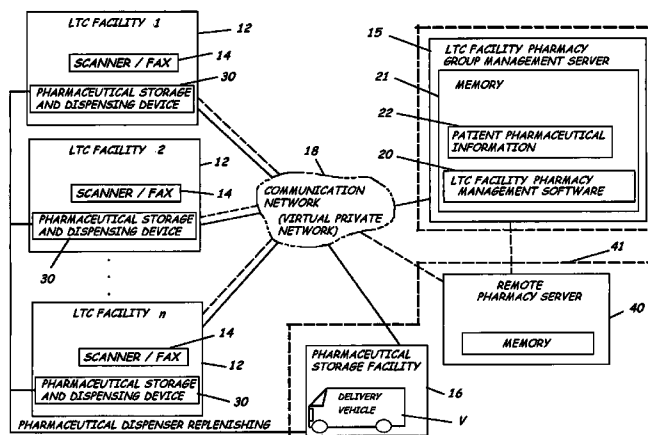 LTC FACILITY 1
12
SCANNER / FAX
14
30
PHARMACEUTICAL STORAGE
AND DISPENSING DEVICE
LTC FACILITY 2
12
SCANNER / FAX
14
PHARMACEUTICAL STORAGE
AND DISPENSING DEVICE
30
LTC FACILITY n
14
SCANNER / FAX
12
PHARMACEUTICAL STORAGE
AND DISPENSING DEVICE
30
PHARMACEUTICAL DISPENSER REPLENISHING
18
COMMUNICATION
NETWORK
(VIRTUAL PRIVATE
NETWORK)
15
LTC FACILITY PHARMACY
GROUP MANAGEMENT SERVER
21
MEMORY
22
PATIENT PHARMACEUTICAL
INFORMATION
20
LTC FACILITY PHARMACY
MANAGEMENT SOFTWARE
41
REMOTE
PHARMACY SERVER
40
MEMORY
PHARMACEUTICAL
STORAGE FACILITY
16
DELIVERY
VEHICLE
V